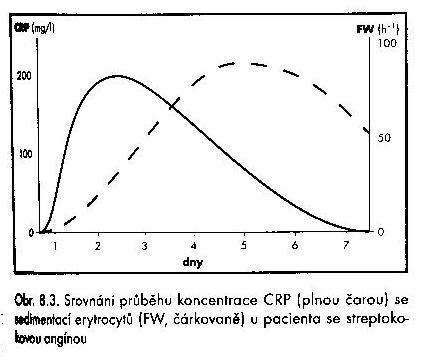 CRP (mg/l) FW (h⁻¹)
100
200
50
100
0 0
1 2 3 4 5 6 7
dny
Obr. 8.3. Srovnání průběhu koncentrace CRP (plnou čarou) se
sedimentací erytrocytů (FW, čárkovaně) u pacienta se streptoko-
kovou angínou